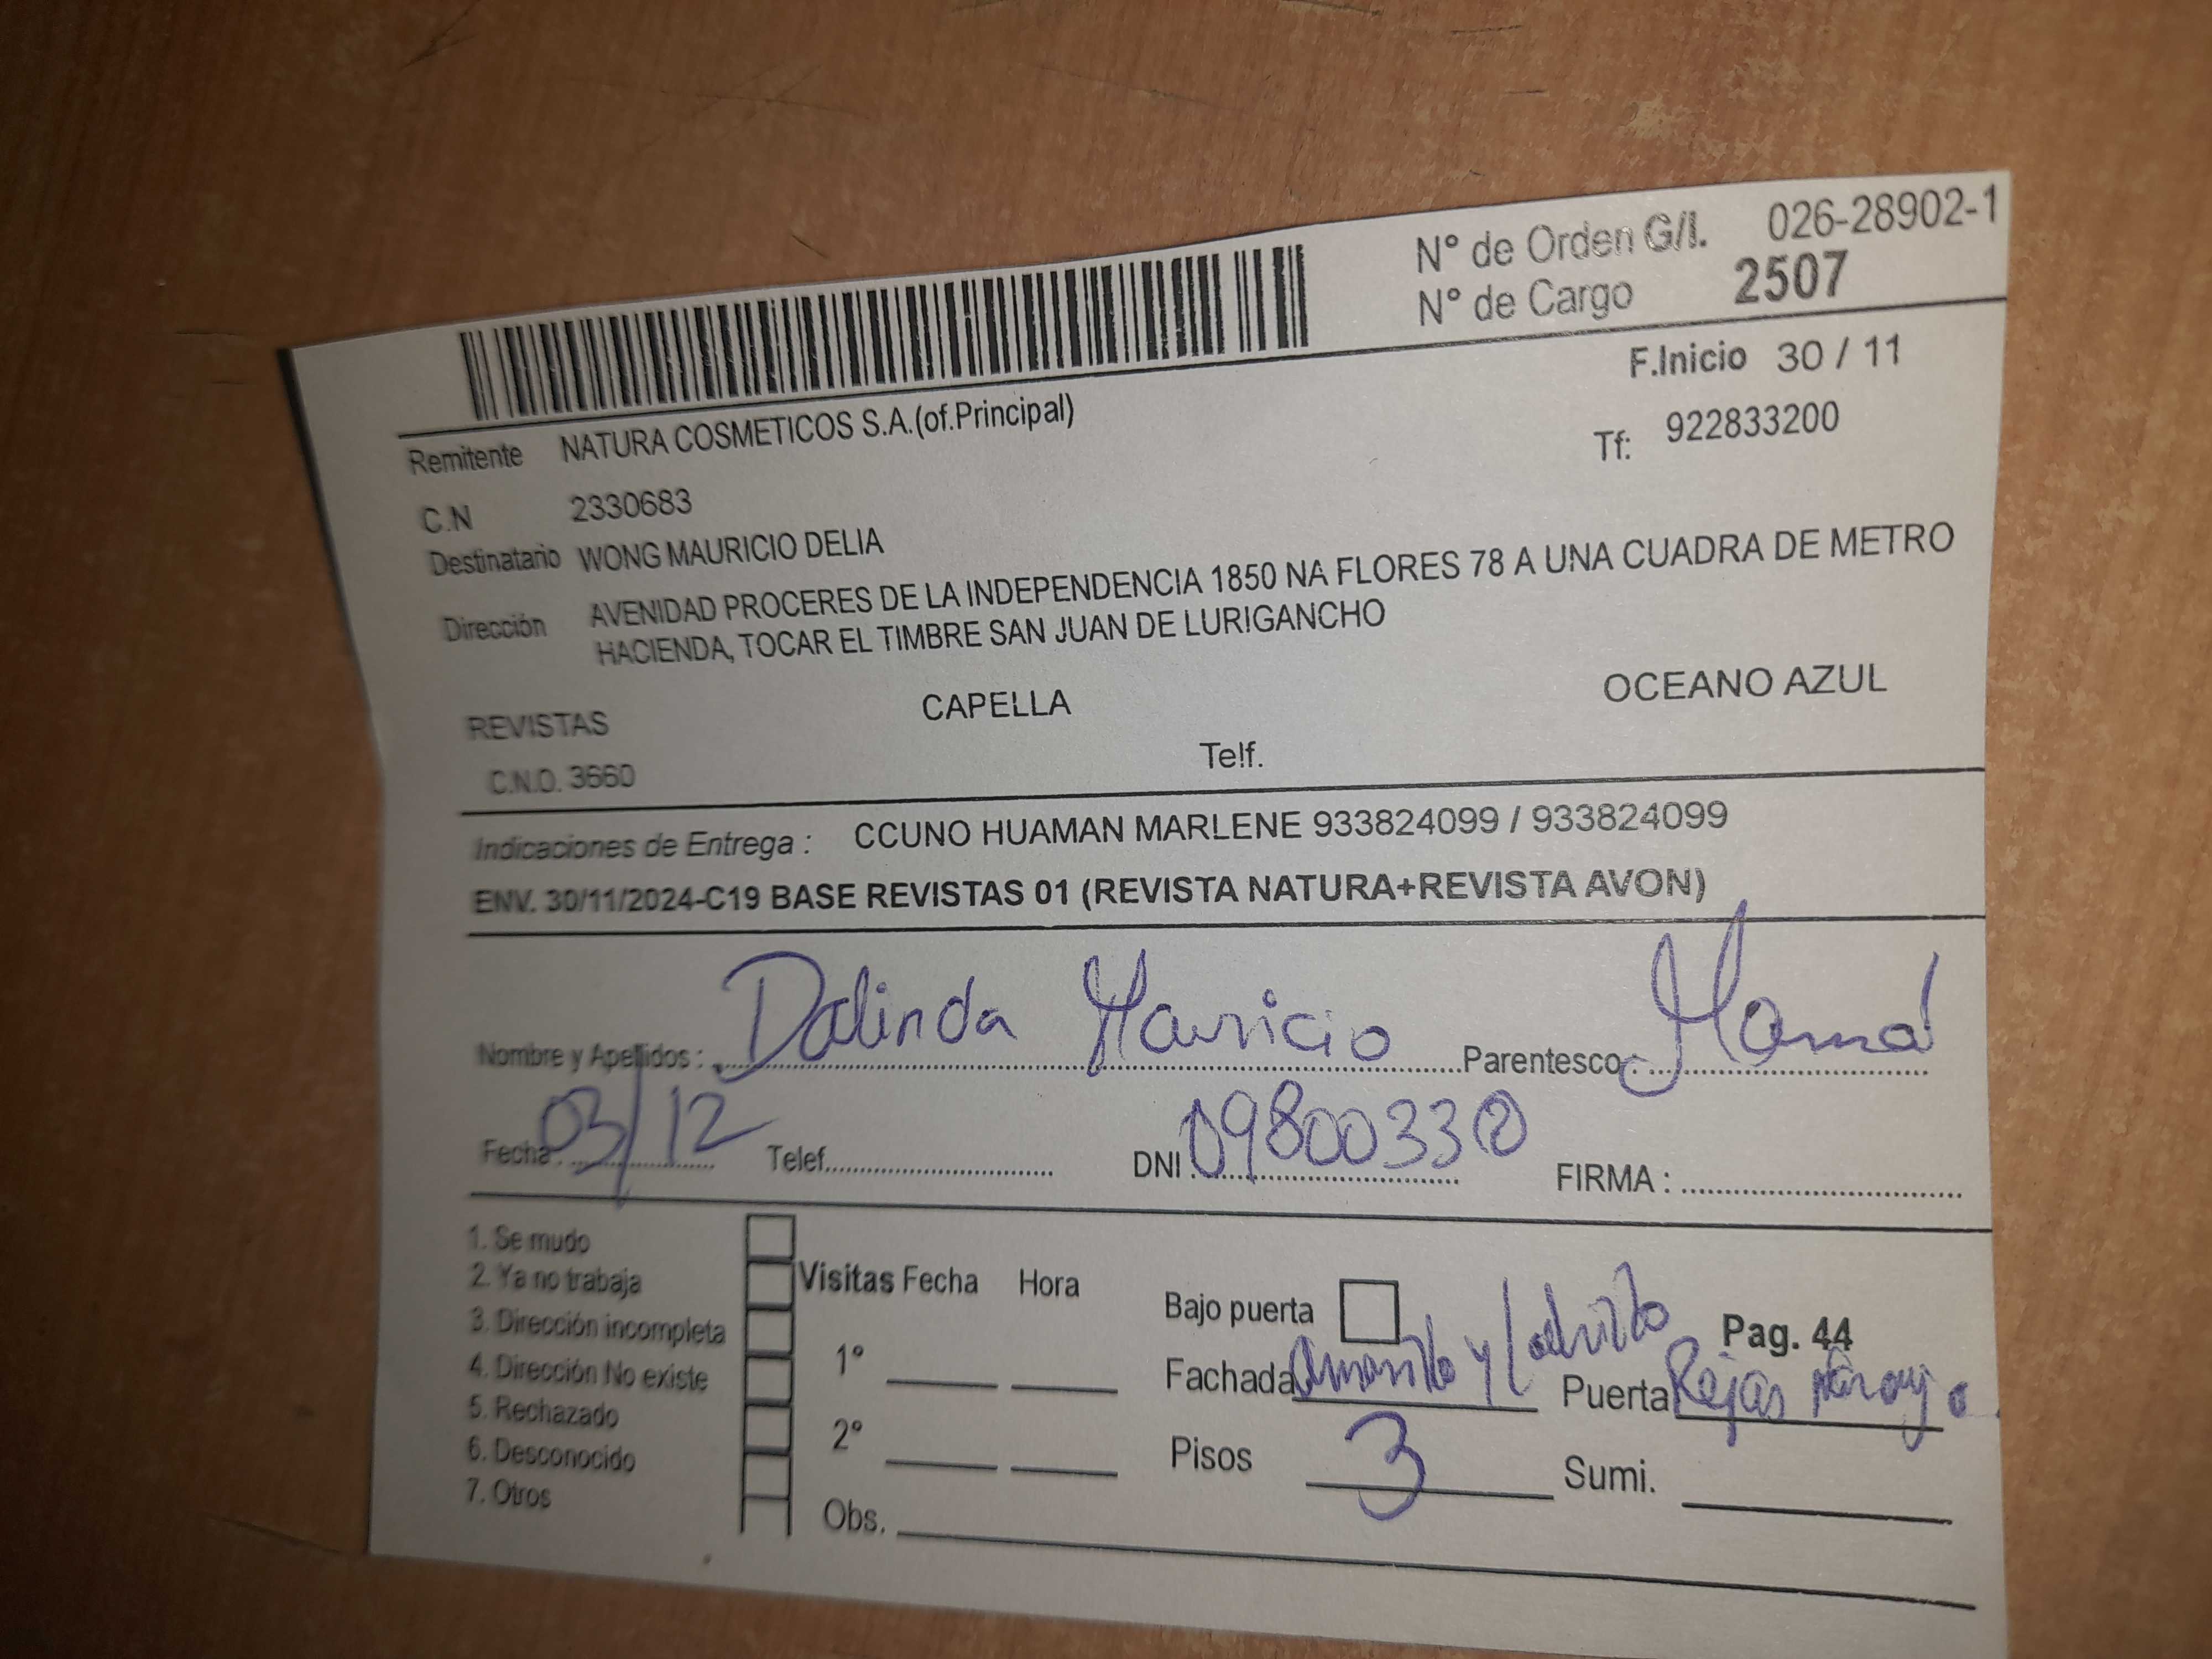 N° de Orden G/I. 026-28902-1
N° de Cargo 2507
F.Inicio 30 / 11
Remitente NATURA COSMETICOS S.A.(of.Principal)
Tf: 922833200
C.N 2330683
Destinatario WONG MAURICIO DELIA
Dirección AVENIDAD PROCERES DE LA INDEPENDENCIA 1850 NA FLORES 78 A UNA CUADRA DE METRO
HACIENDA, TOCAR EL TIMBRE SAN JUAN DE LURIGANCHO
REVISTAS CAPELLA OCEANO AZUL
C.N.O. 3660 Telf.
Indicaciones de Entrega : CCUNO HUAMAN MARLENE 933824099 / 933824099
ENV. 30/11/2024-C19 BASE REVISTAS 01 (REVISTA NATURA+REVISTA AVON)
Nombre y Apellidos : Dalinda Mauricio Parentesco : Mamá
Fecha : 03/12 Telef. DNI : 09800330 FIRMA :
1. Se mudo
2. Ya no trabaja
3. Dirección incompleta
4. Dirección No existe
5. Rechazado
6. Desconocido
7. Otros
Visitas Fecha Hora
1°
2°
Obs.
Bajo puerta Pag. 44
Fachada Amarillo y ladrillo Puerta Rejas
Pisos 3 Sumi.